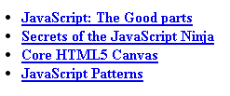 JavaScript: The Good parts
Secrets of the JavaScript Ninja
Core HTML5 Canvas
JavaScript Patterns